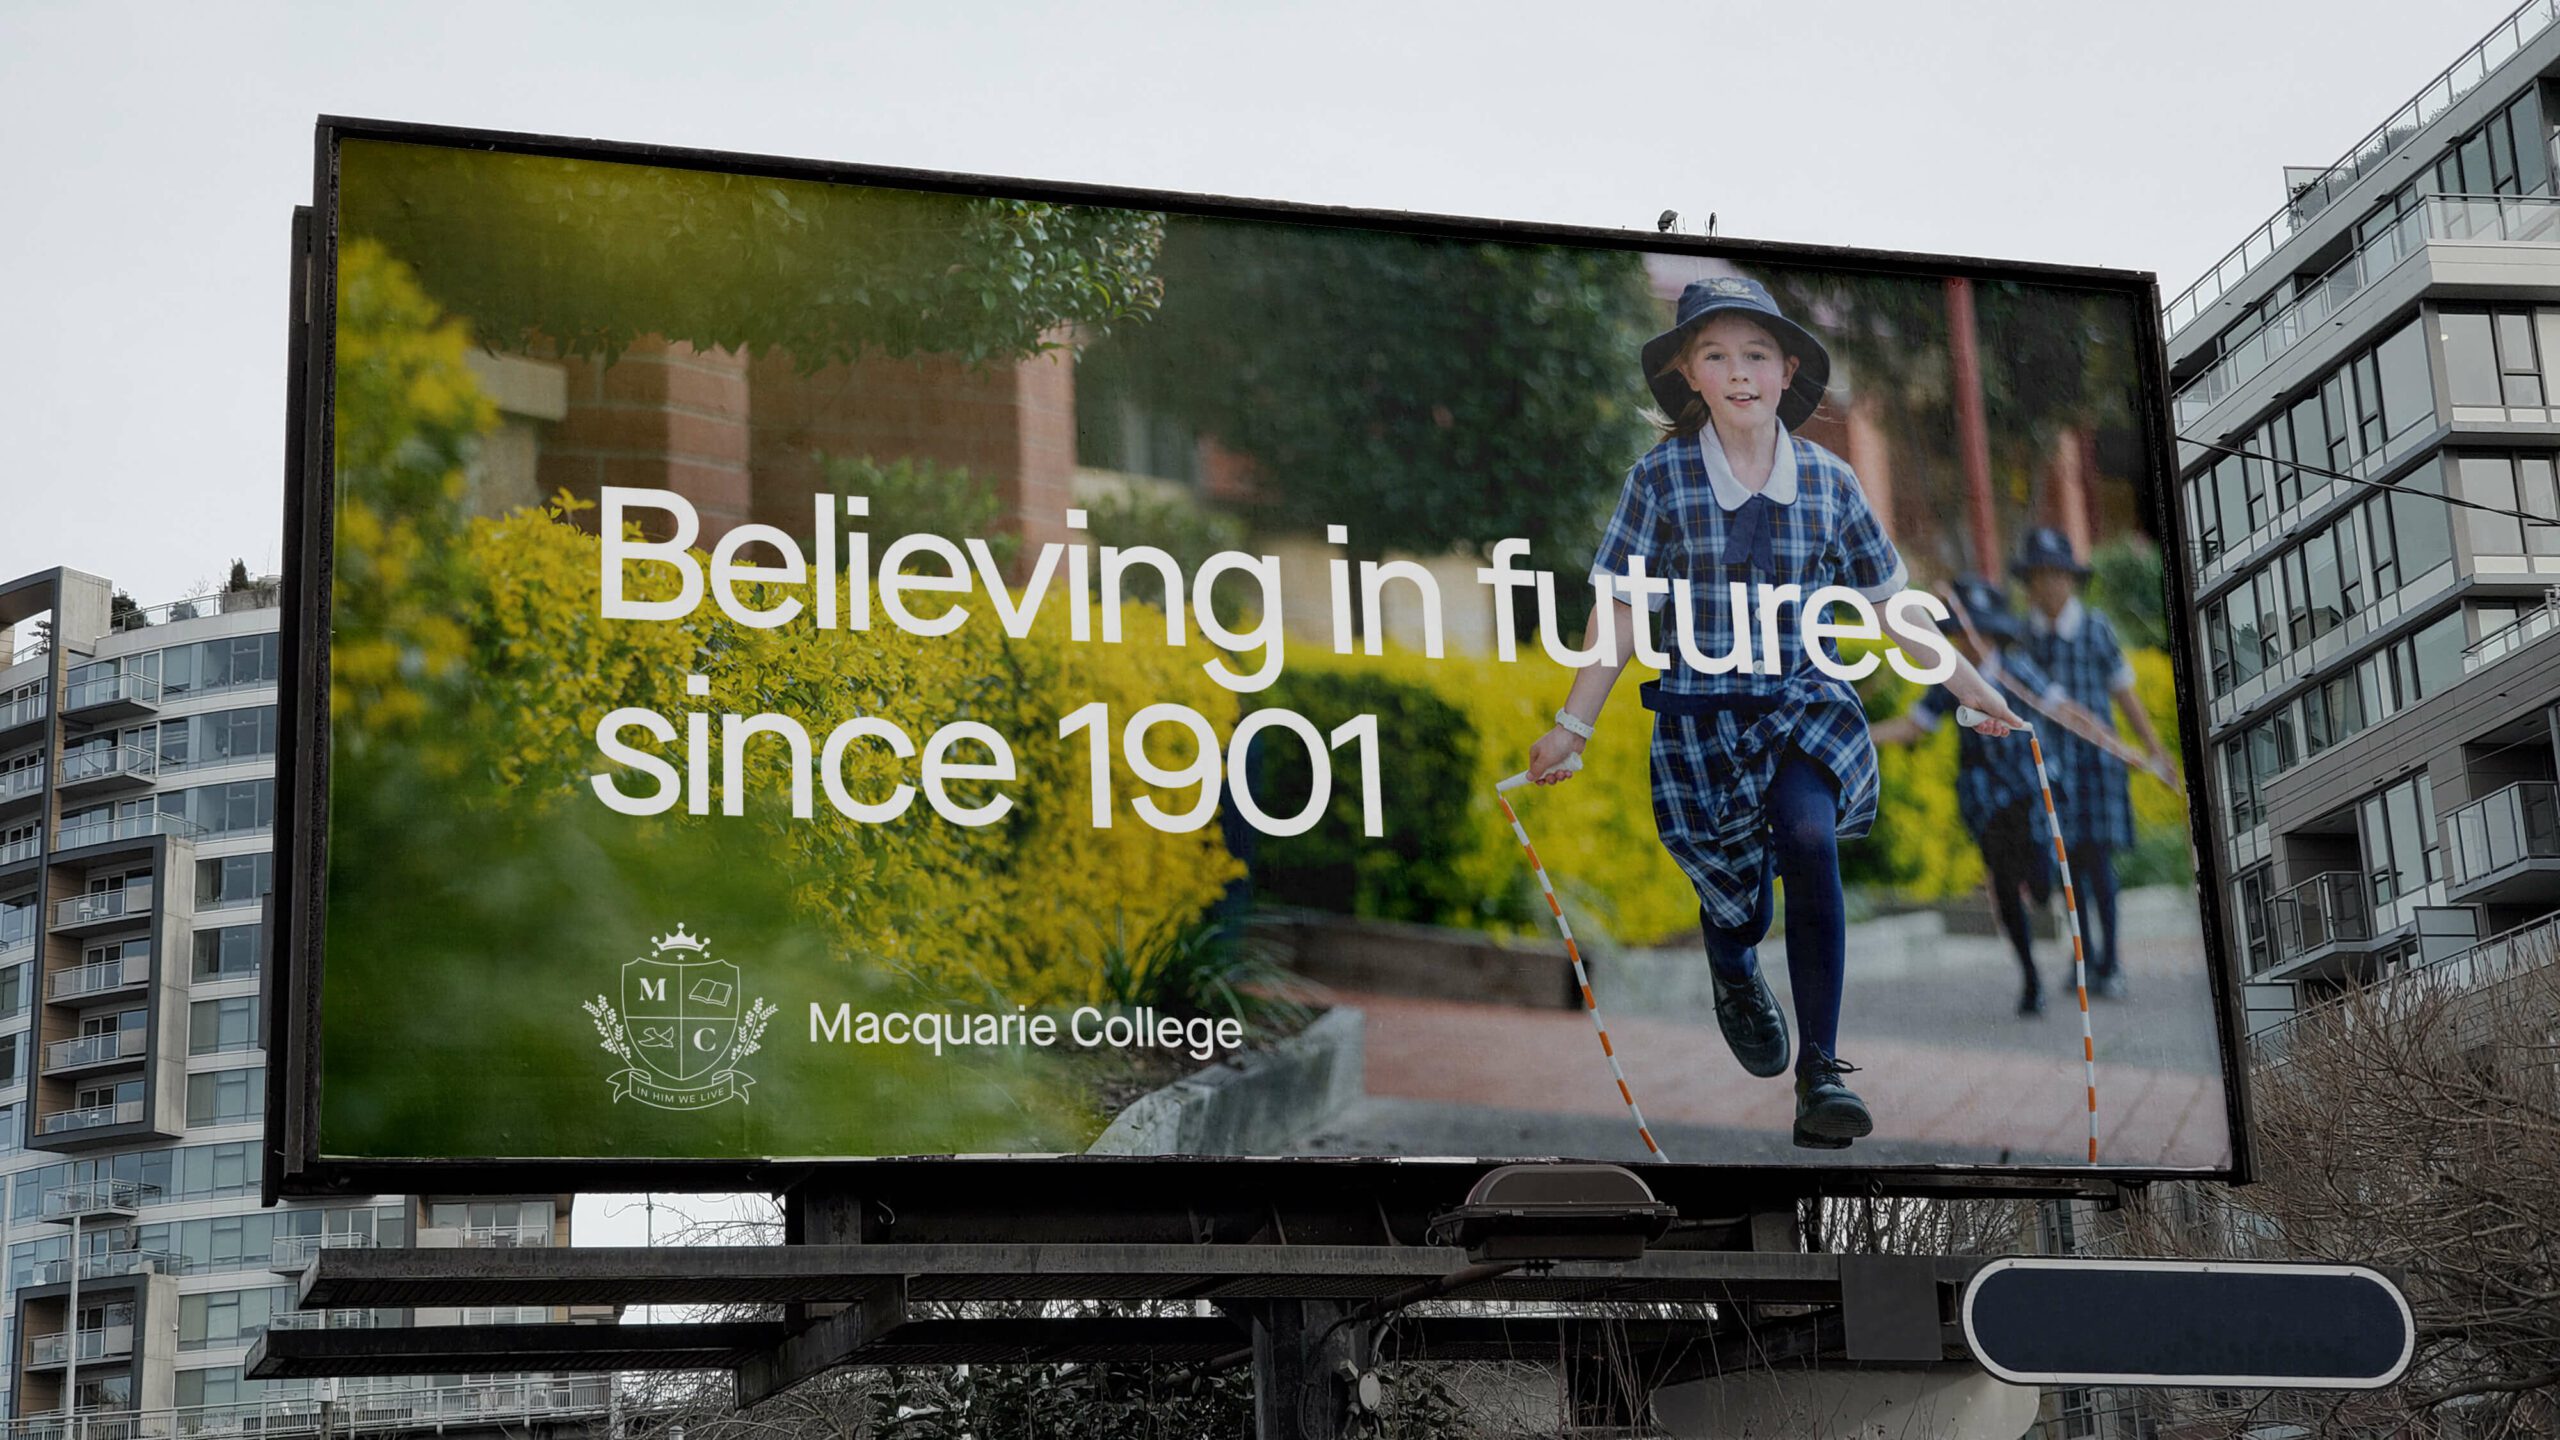 Believing in futures
since 1901
M
C
IN HIM WE LIVE
Macquarie College